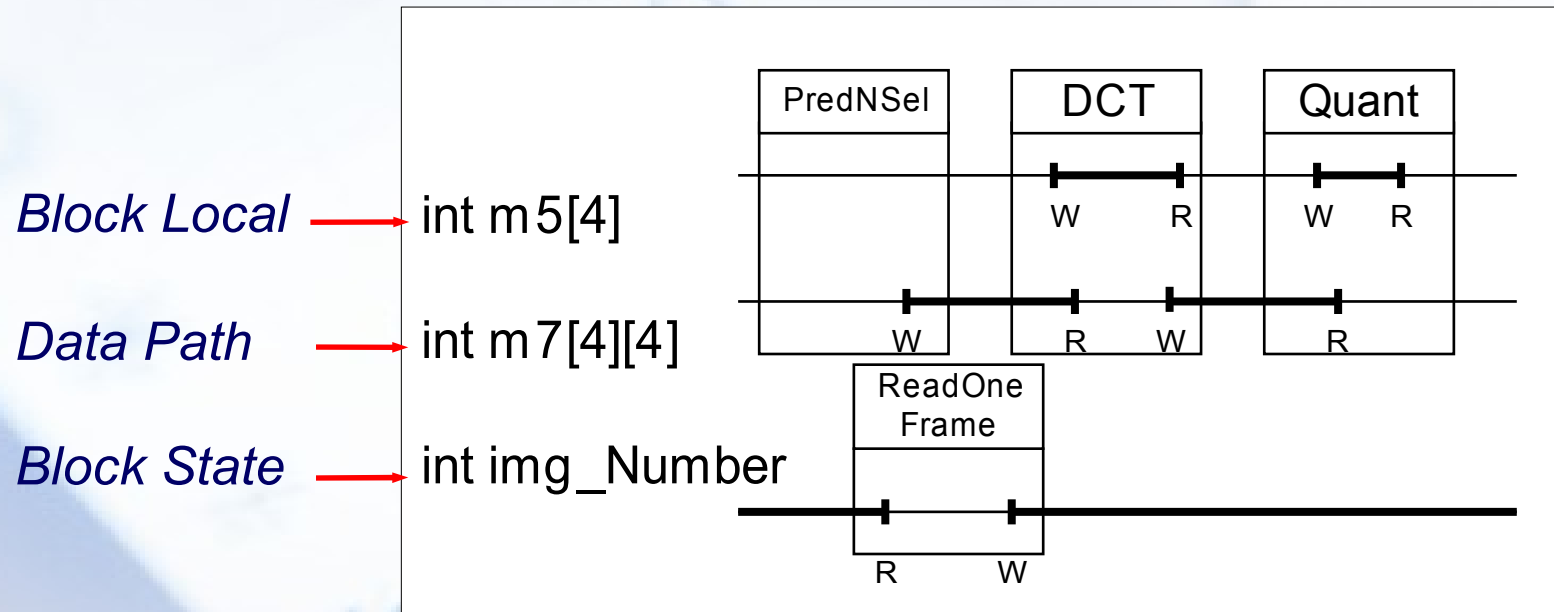 PredNSel DCT Quant
Block Local int m5[4]
W R W R
Data Path int m7[4][4]
W R W R
ReadOne
Frame
Block State int img_Number
R W